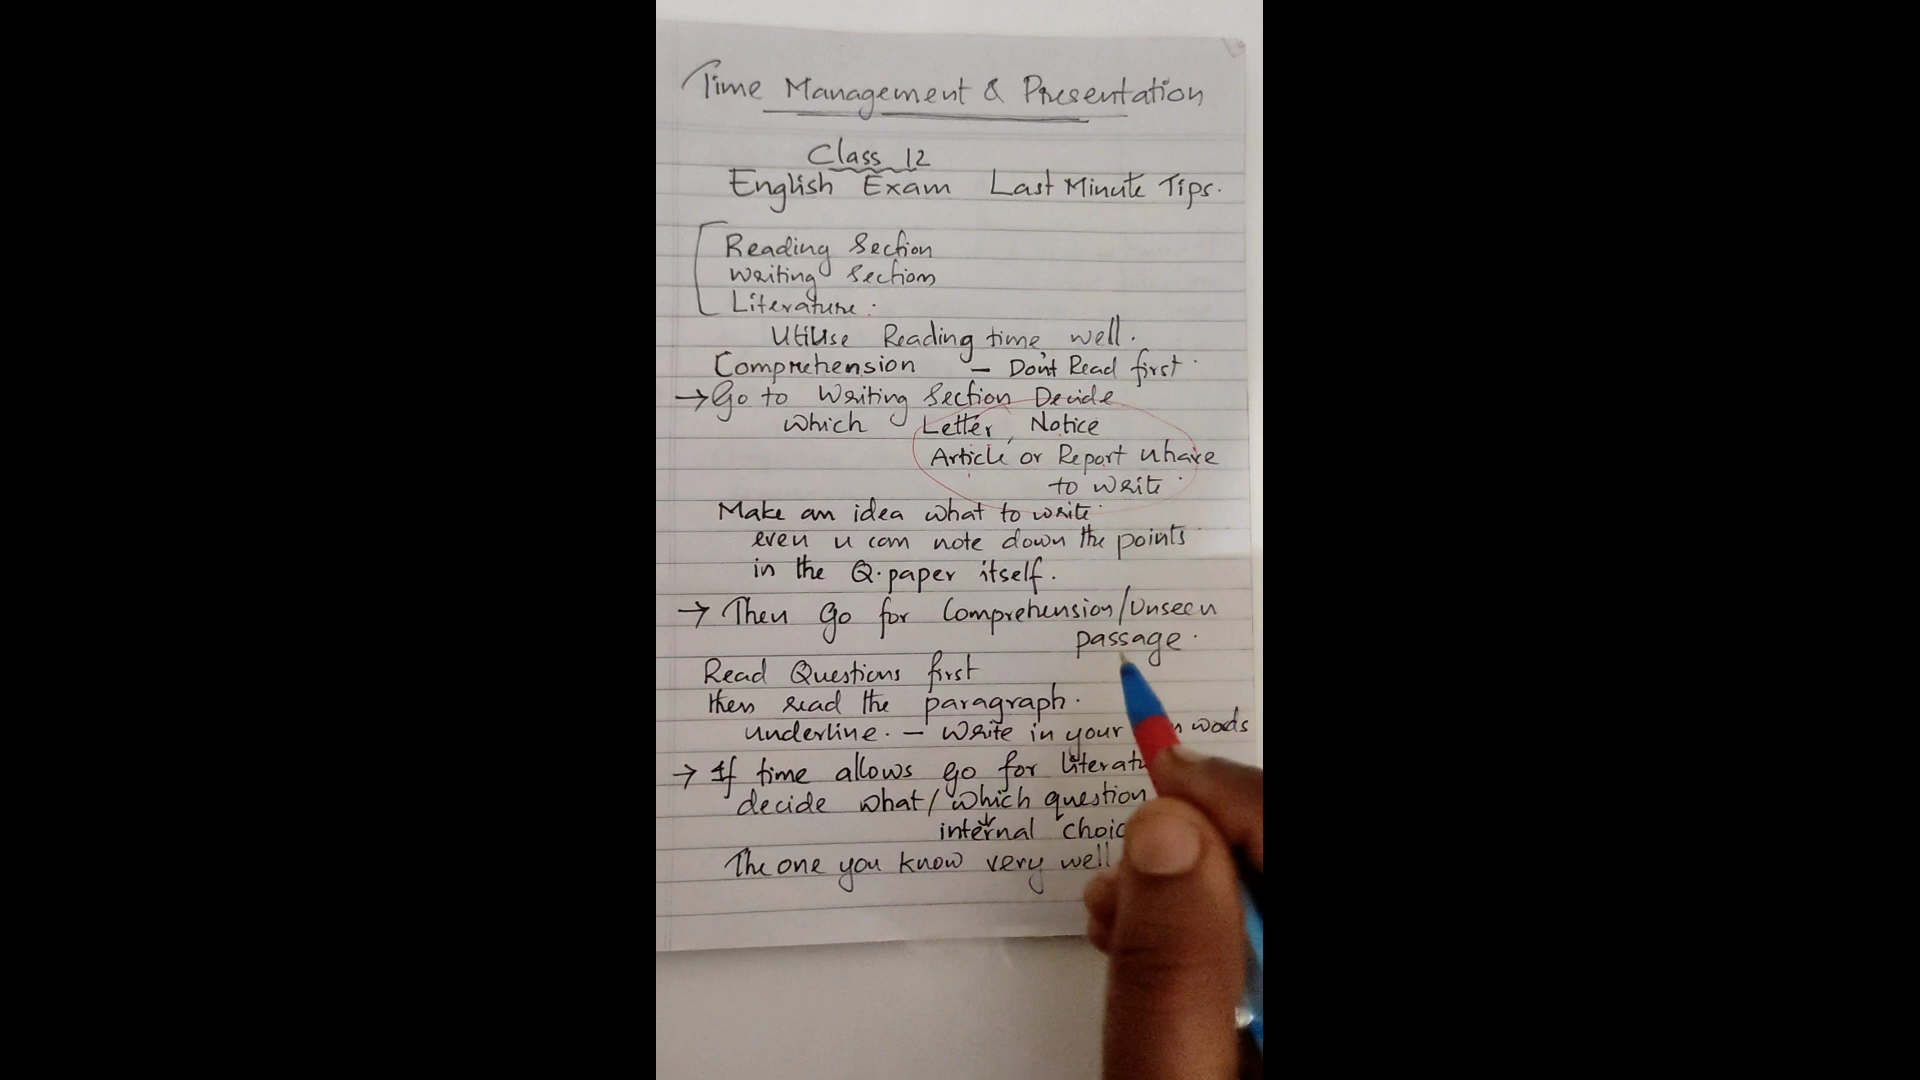 Time Management & Presentation
Class 12
English Exam Last Minute Tips.
Reading Section
Writing Section
Literature.
Utilise Reading time well.
Comprehension – Don't Read first.
→ Go to Writing Section Decide
which Letter, Notice
Article or Report u have
to write.
Make an idea what to write.
even u can note down the points
in the Q.paper itself.
→ Then Go for Comprehension/Unseen
passage.
Read Questions first
then read the paragraph.
underline. – Write in your words
→ If time allows go for
decide what/which question
internal
The one you know very well